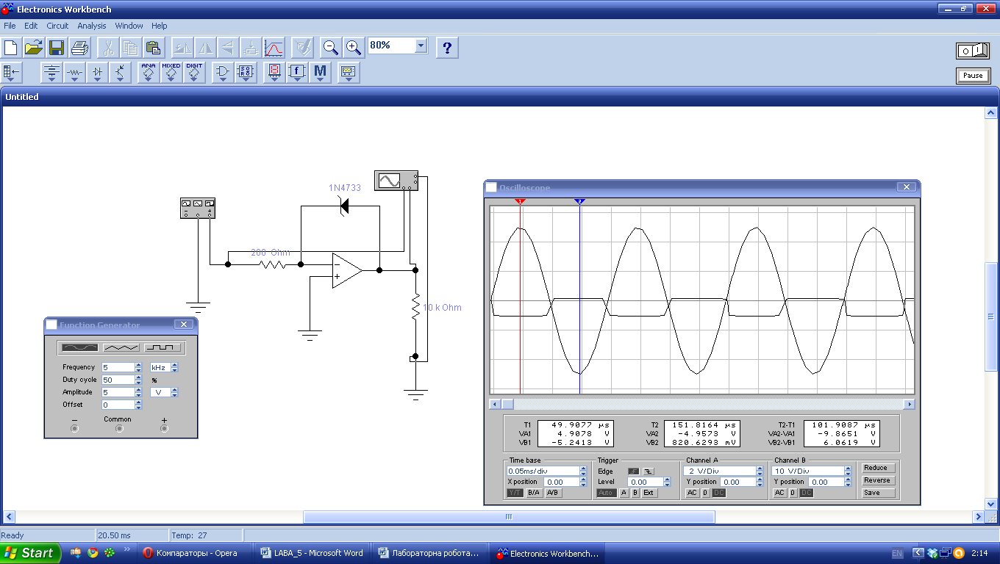 Electronics Workbench
File Edit Circuit Analysis Window Help
80%
?
ANA MIXED DIGIT
f M
Pause
Untitled
1N4733
200 Ohm
10 k Ohm
Oscilloscope
1 2
Function Generator
Frequency 5 kHz
Duty cycle 50 %
Amplitude 5 V
Offset 0
− Common +
T1 49.9077 µs T2 151.8164 µs T2-T1 101.9087 µs
VA1 4.9078 V VA2 -4.9573 V VA2-VA1 -9.8651 V
VB1 -5.2413 V VB2 820.6293 mV VB2-VB1 6.0619 V
Time base Trigger Channel A Channel B
0.05ms/div Edge 2 V/Div 10 V/Div Reduce
X position 0.00 Level 0.00 Y position 0.00 Y position 0.00 Reverse
Y/T B/A A/B Auto A B Ext AC 0 DC AC 0 DC Save
Ready 20.50 ms Temp: 27
Start Компараторы - Opera LABA_5 - Microsoft Word Лабораторна робота... Electronics Workbench... EN 2:14